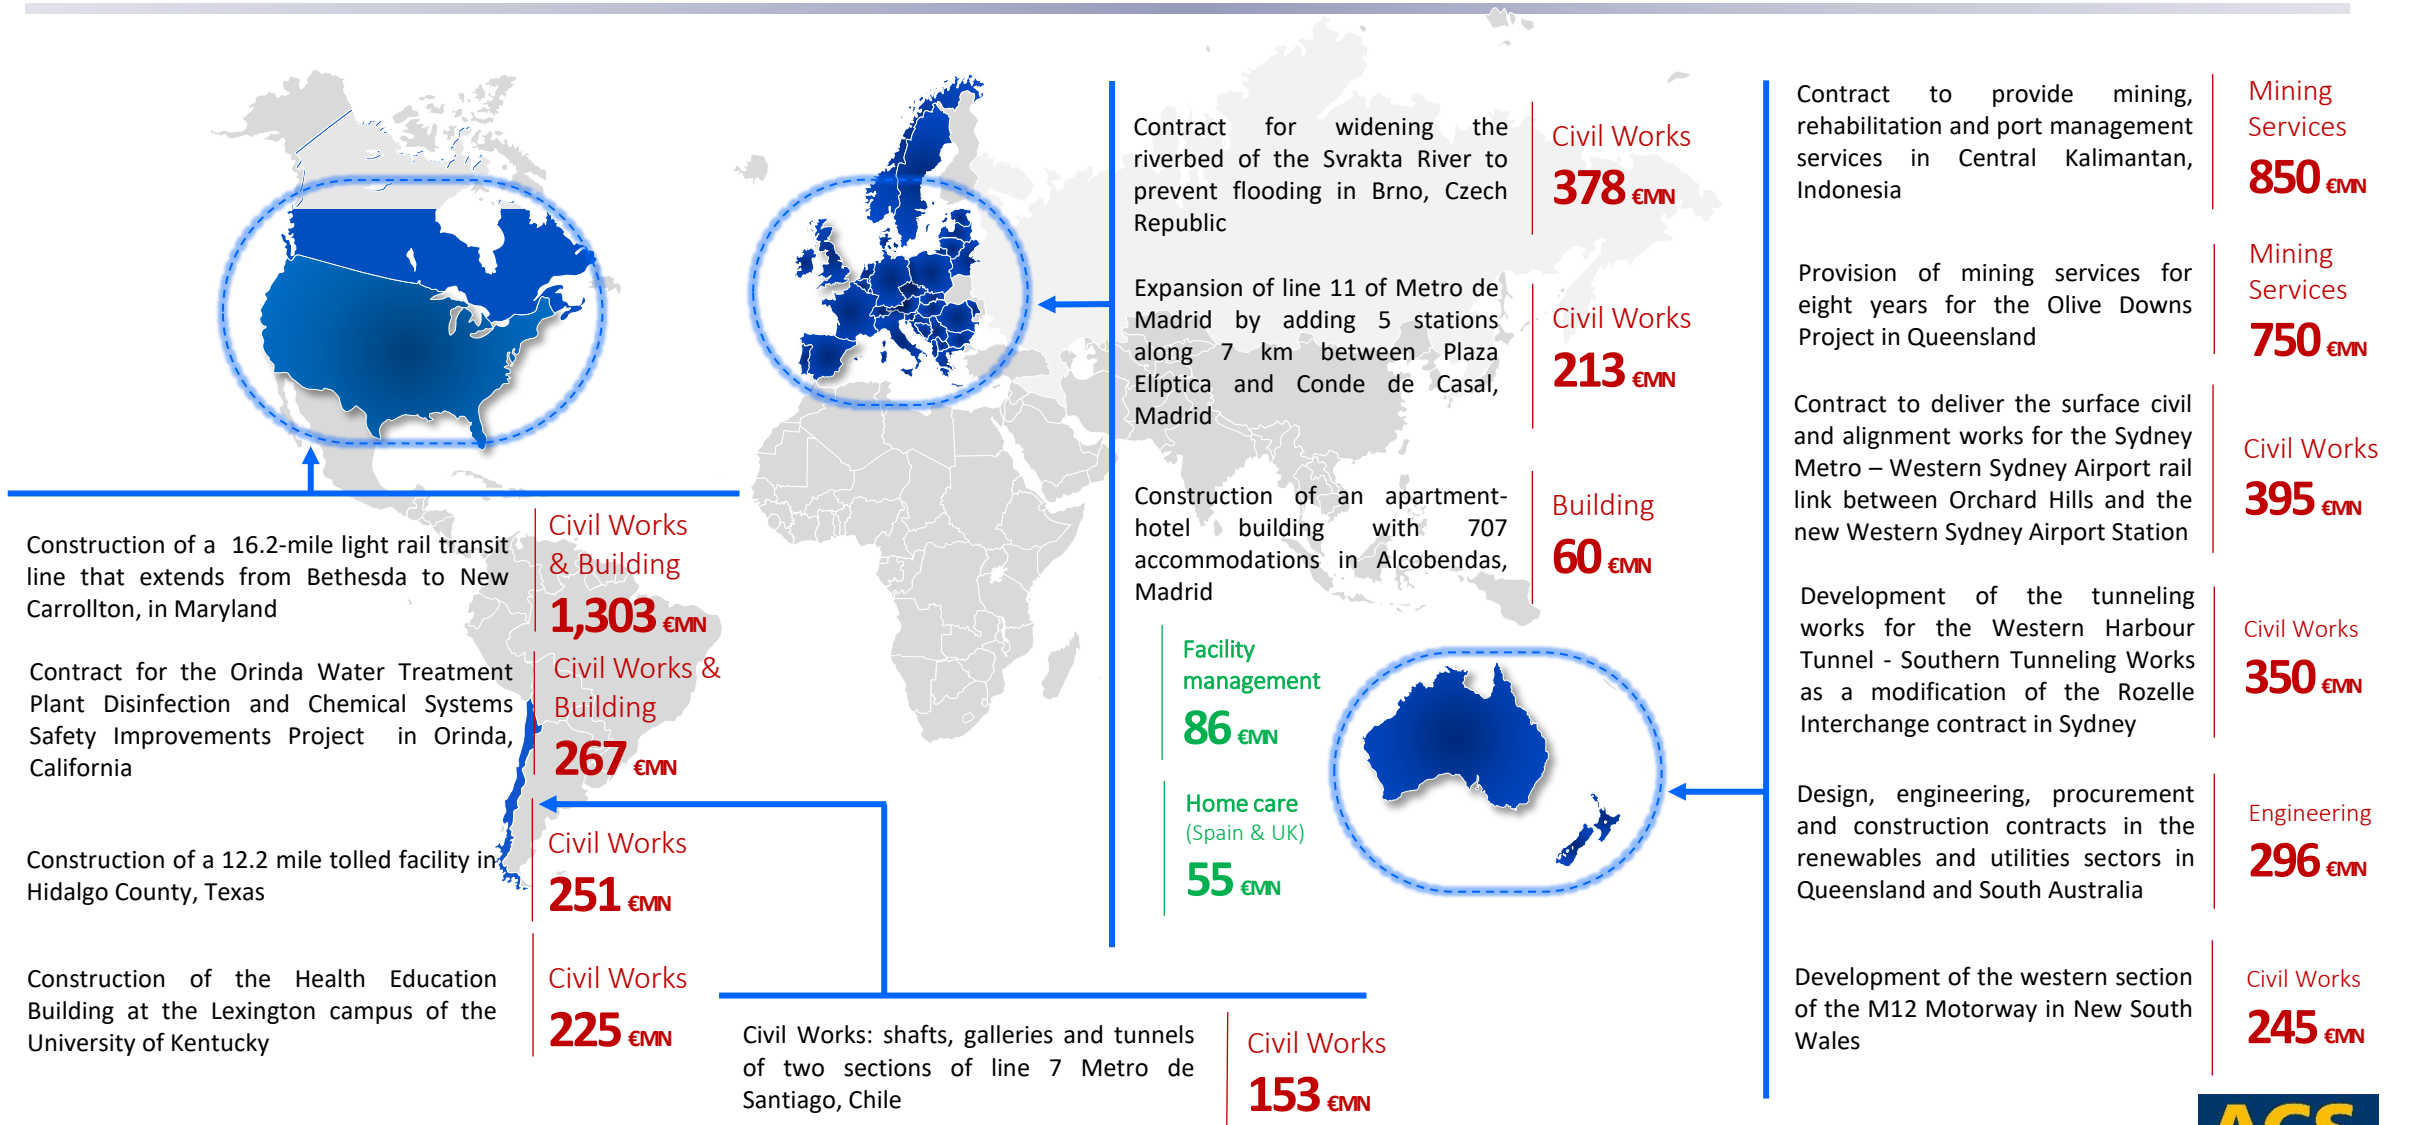 Construction of a 16.2-mile light rail transit
line that extends from Bethesda to New
Carrollton, in Maryland
Civil Works
& Building
1,303 €MN
Contract for the Orinda Water Treatment
Plant Disinfection and Chemical Systems
Safety Improvements Project in Orinda,
California
Civil Works &
Building
267 €MN
Construction of a 12.2 mile tolled facility in
Hidalgo County, Texas
Civil Works
251 €MN
Construction of the Health Education
Building at the Lexington campus of the
University of Kentucky
Civil Works
225 €MN
Civil Works: shafts, galleries and tunnels
of two sections of line 7 Metro de
Santiago, Chile
Civil Works
153 €MN
Contract for widening the
riverbed of the Svrakta River to
prevent flooding in Brno, Czech
Republic
Civil Works
378 €MN
Expansion of line 11 of Metro de
Madrid by adding 5 stations
along 7 km between Plaza
Elíptica and Conde de Casal,
Madrid
Civil Works
213 €MN
Construction of an apartment-
hotel building with 707
accommodations in Alcobendas,
Madrid
Building
60 €MN
Facility
management
86 €MN
Home care
(Spain & UK)
55 €MN
Contract to provide mining,
rehabilitation and port management
services in Central Kalimantan,
Indonesia
Mining
Services
850 €MN
Provision of mining services for
eight years for the Olive Downs
Project in Queensland
Mining
Services
750 €MN
Contract to deliver the surface civil
and alignment works for the Sydney
Metro – Western Sydney Airport rail
link between Orchard Hills and the
new Western Sydney Airport Station
Civil Works
395 €MN
Development of the tunneling
works for the Western Harbour
Tunnel - Southern Tunneling Works
as a modification of the Rozelle
Interchange contract in Sydney
Civil Works
350 €MN
Design, engineering, procurement
and construction contracts in the
renewables and utilities sectors in
Queensland and South Australia
Engineering
296 €MN
Development of the western section
of the M12 Motorway in New South
Wales
Civil Works
245 €MN
ACS